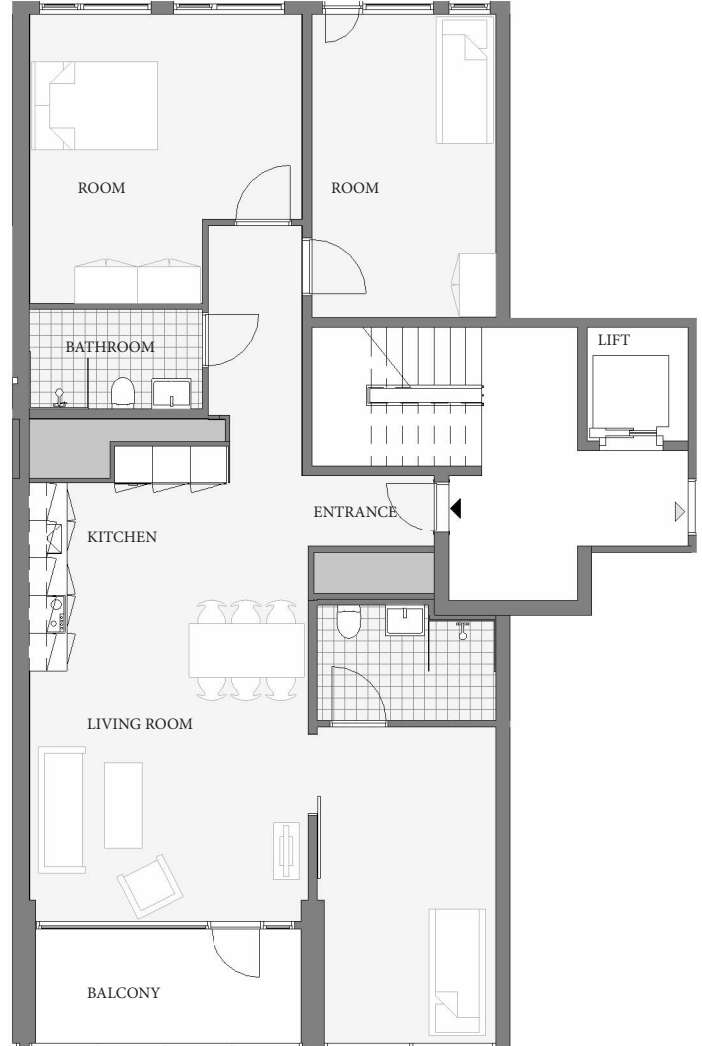 ROOM
ROOM
BATHROOM
LIFT
ENTRANCE
KITCHEN
LIVING ROOM
BALCONY